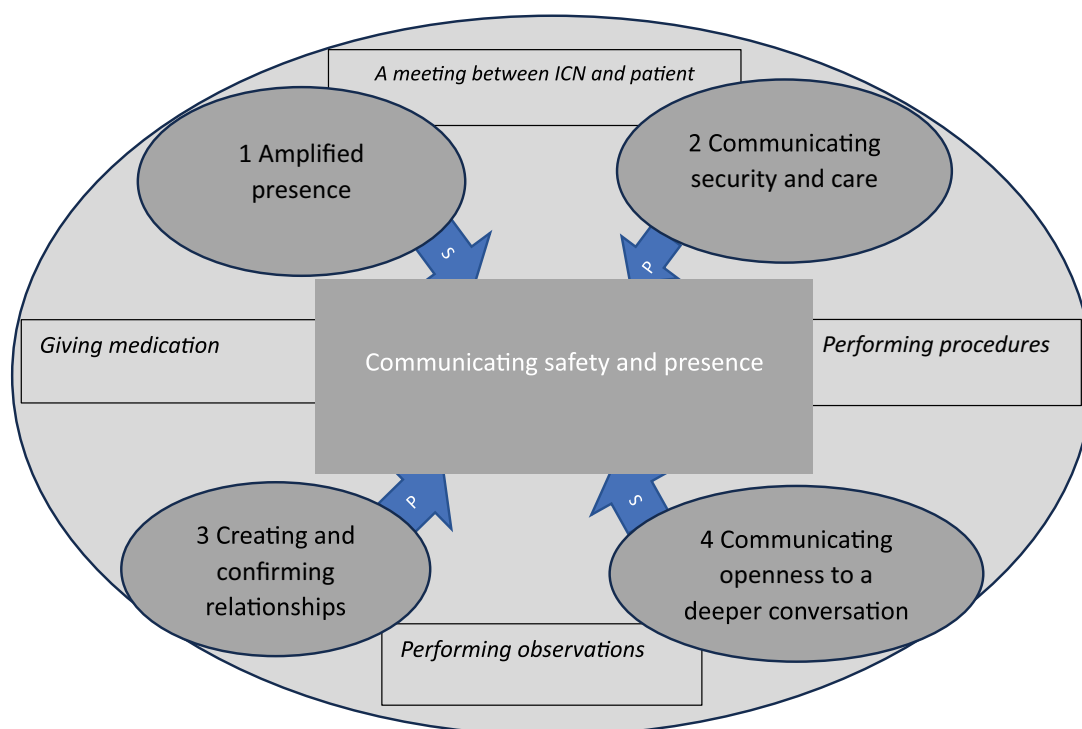 A meeting between ICN and patient
1 Amplified
presence
2 Communicating
security and care
S
P
Giving medication
Communicating safety and presence
Performing procedures
P
S
3 Creating and
confirming
relationships
4 Communicating
openness to a
deeper conversation
Performing observations